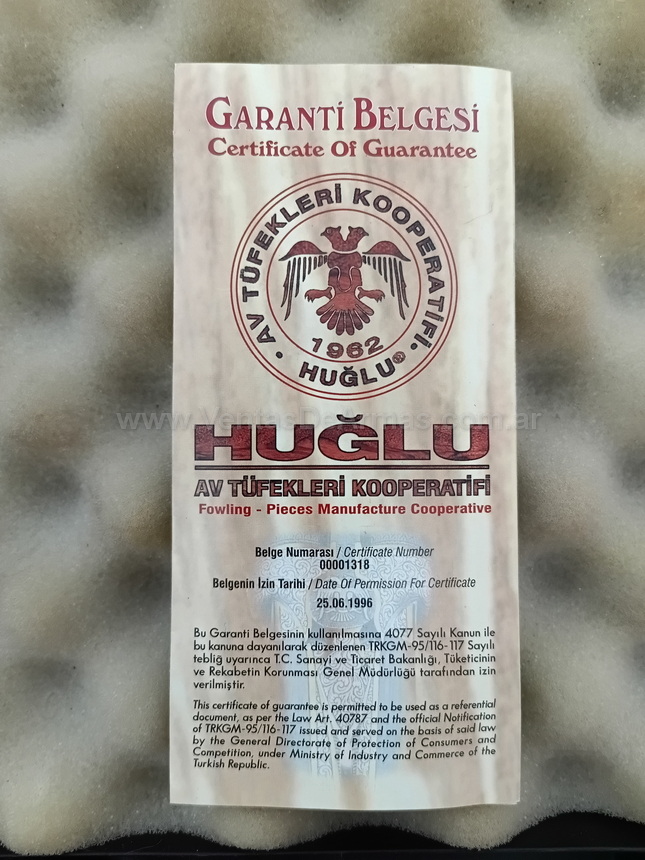 GARANTİ BELGESİ
Certificate Of Guarantee
AV TÜFEKLERİ KOOPERATİFİ
1962
HUĞLU®
www.VentasDeArmas.com.ar
HUĞLU
AV TÜFEKLERİ KOOPERATİFİ
Fowling - Pieces Manufacture Cooperative
Belge Numarası / Certificate Number
00001318
Belgenin İzin Tarihi / Date Of Permission For Certificate
25.06.1996
Bu Garanti Belgesinin kullanılmasına 4077 Sayılı Kanun ile
bu kanuna dayanılarak düzenlenen TRKGM-95/116-117 Sayılı
tebliğ uyarınca T.C. Sanayi ve Ticaret Bakanlığı, Tüketicinin
ve Rekabetin Korunması Genel Müdürlüğü tarafından izin
verilmiştir.
This certificate of guarantee is permitted to be used as a referential
document, as per the Law Art. 40787 and the official Notification
of TRKGM-95/116-117 issued and served on the basis of said law
by the General Directorate of Protection of Consumers and
Competition, under Ministry of Industry and Commerce of the
Turkish Republic.